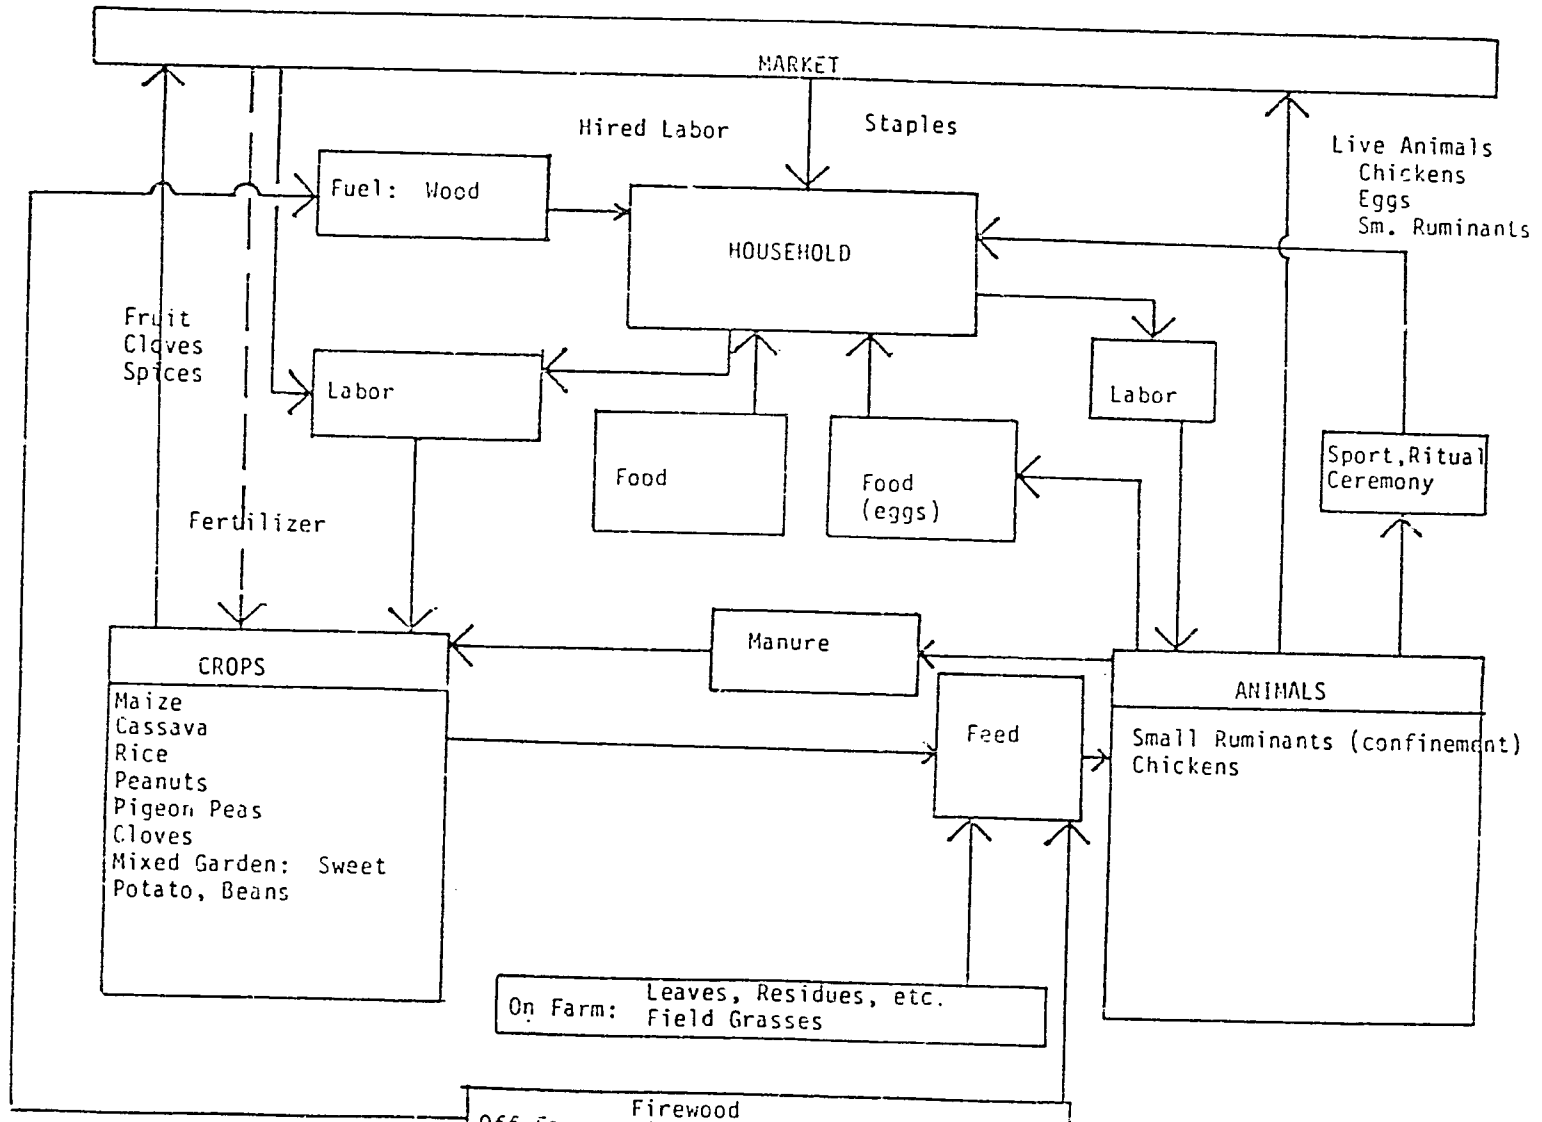 MARKET
Hired Labor
Staples
Live Animals
Chickens
Eggs
Sm. Ruminants
Fuel: Wood
HOUSEHOLD
Fruit
Cloves
Spices
Labor
Labor
Food
Food
(eggs)
Sport, Ritual
Ceremony
Fertilizer
Manure
CROPS
Maize
Cassava
Rice
Peanuts
Pigeon Peas
Cloves
Mixed Garden: Sweet
Potato, Beans
Feed
ANIMALS
Small Ruminants (confinement)
Chickens
On Farm: Leaves, Residues, etc.
Field Grasses
Firewood